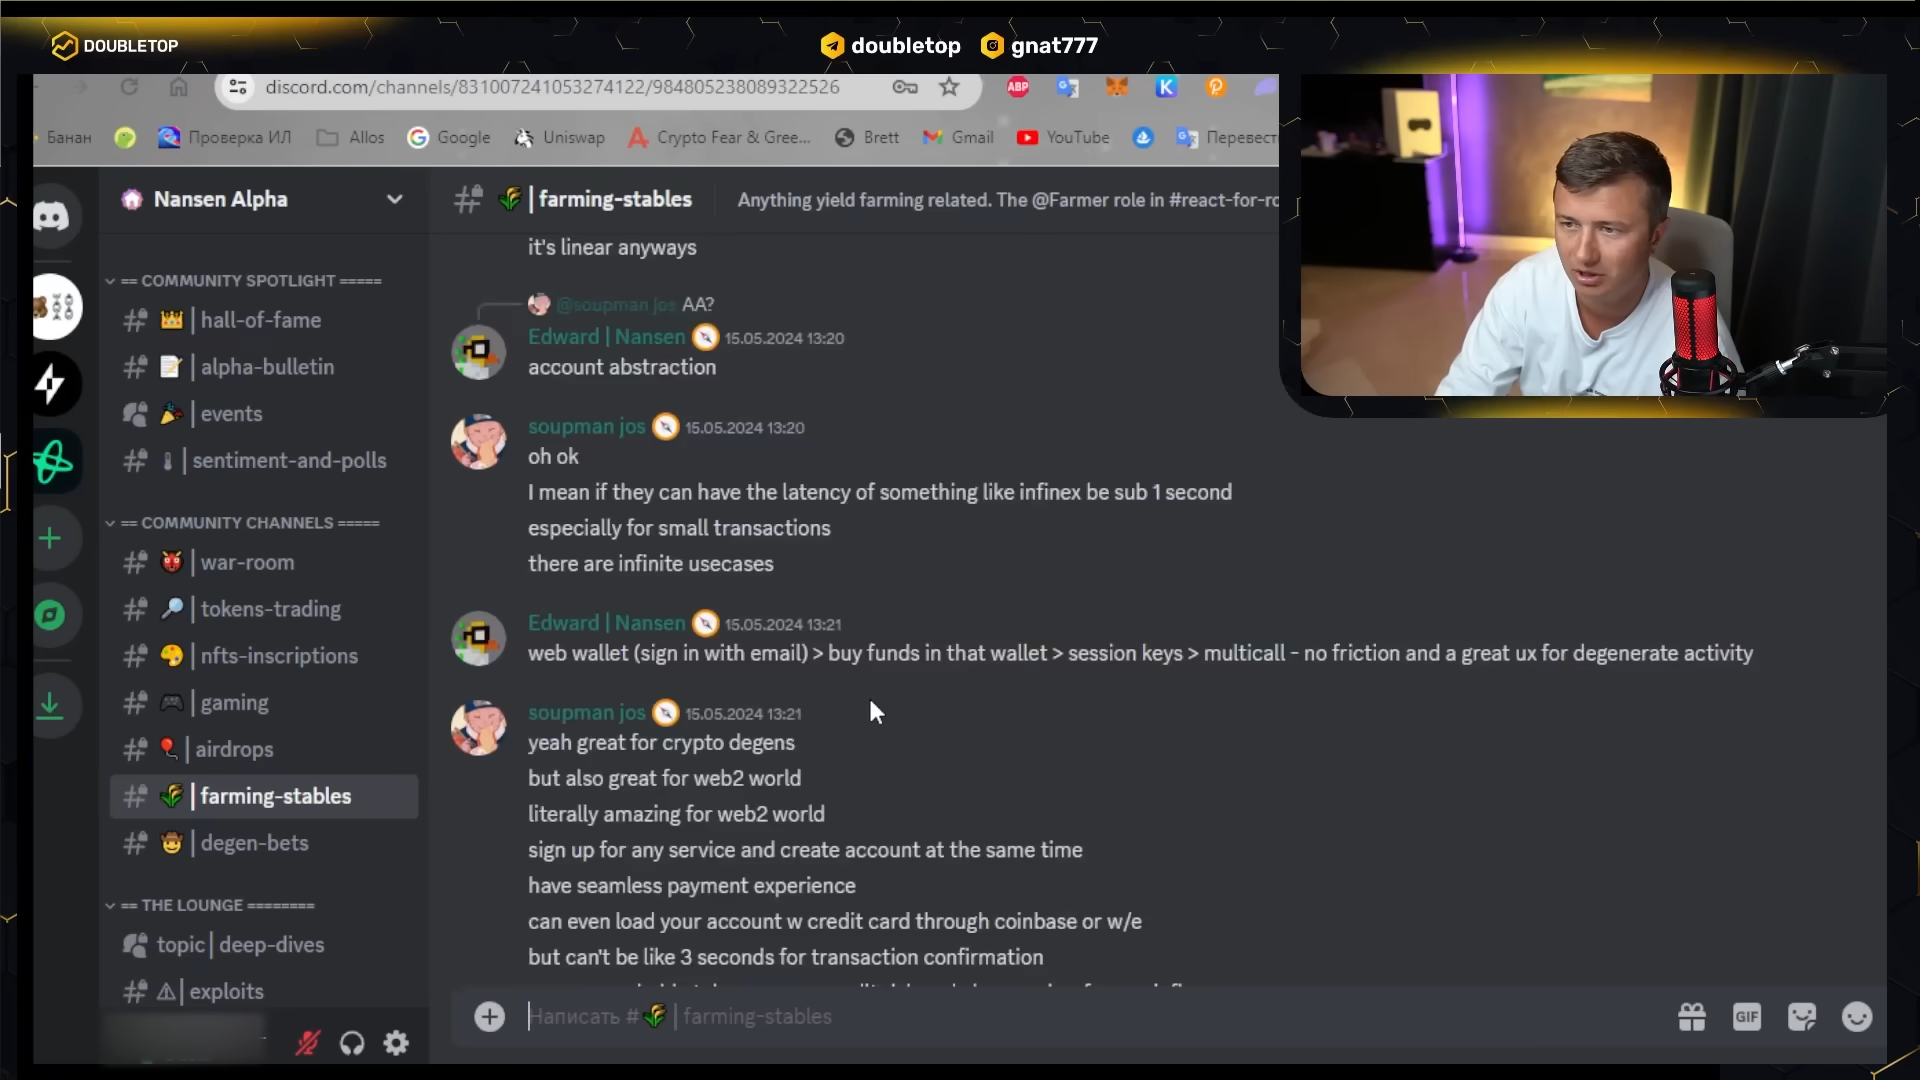 DOUBLETOP
doubletop gnat777
discord.com/channels/831007241053274122/984805238089322526
ABP
K
Банан
Проверка ИЛ
Allos
Google
Uniswap
Crypto Fear & Gree...
Brett
Gmail
YouTube
Перевест
Nansen Alpha
| farming-stables
Anything yield farming related. The @Farmer role in #react-for-ro
== COMMUNITY SPOTLIGHT =====
| hall-of-fame
| alpha-bulletin
| events
| sentiment-and-polls
== COMMUNITY CHANNELS =====
| war-room
| tokens-trading
| nfts-inscriptions
| gaming
| airdrops
| farming-stables
| degen-bets
== THE LOUNGE ========
topic | deep-dives
| exploits
it's linear anyways
@soupman jos AA?
Edward | Nansen 15.05.2024 13:20
account abstraction
soupman jos 15.05.2024 13:20
oh ok
I mean if they can have the latency of something like infinex be sub 1 second
especially for small transactions
there are infinite usecases
Edward | Nansen 15.05.2024 13:21
web wallet (sign in with email) > buy funds in that wallet > session keys > multicall - no friction and a great ux for degenerate activity
soupman jos 15.05.2024 13:21
yeah great for crypto degens
but also great for web2 world
literally amazing for web2 world
sign up for any service and create account at the same time
have seamless payment experience
can even load your account w credit card through coinbase or w/e
but can't be like 3 seconds for transaction confirmation
Написать # | farming-stables
GIF